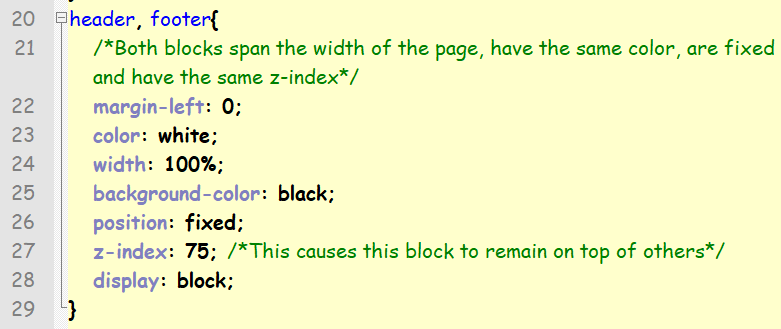 20 header, footer{
21 /*Both blocks span the width of the page, have the same color, are fixed
and have the same z-index*/
22 margin-left: 0;
23 color: white;
24 width: 100%;
25 background-color: black;
26 position: fixed;
27 z-index: 75; /*This causes this block to remain on top of others*/
28 display: block;
29 }